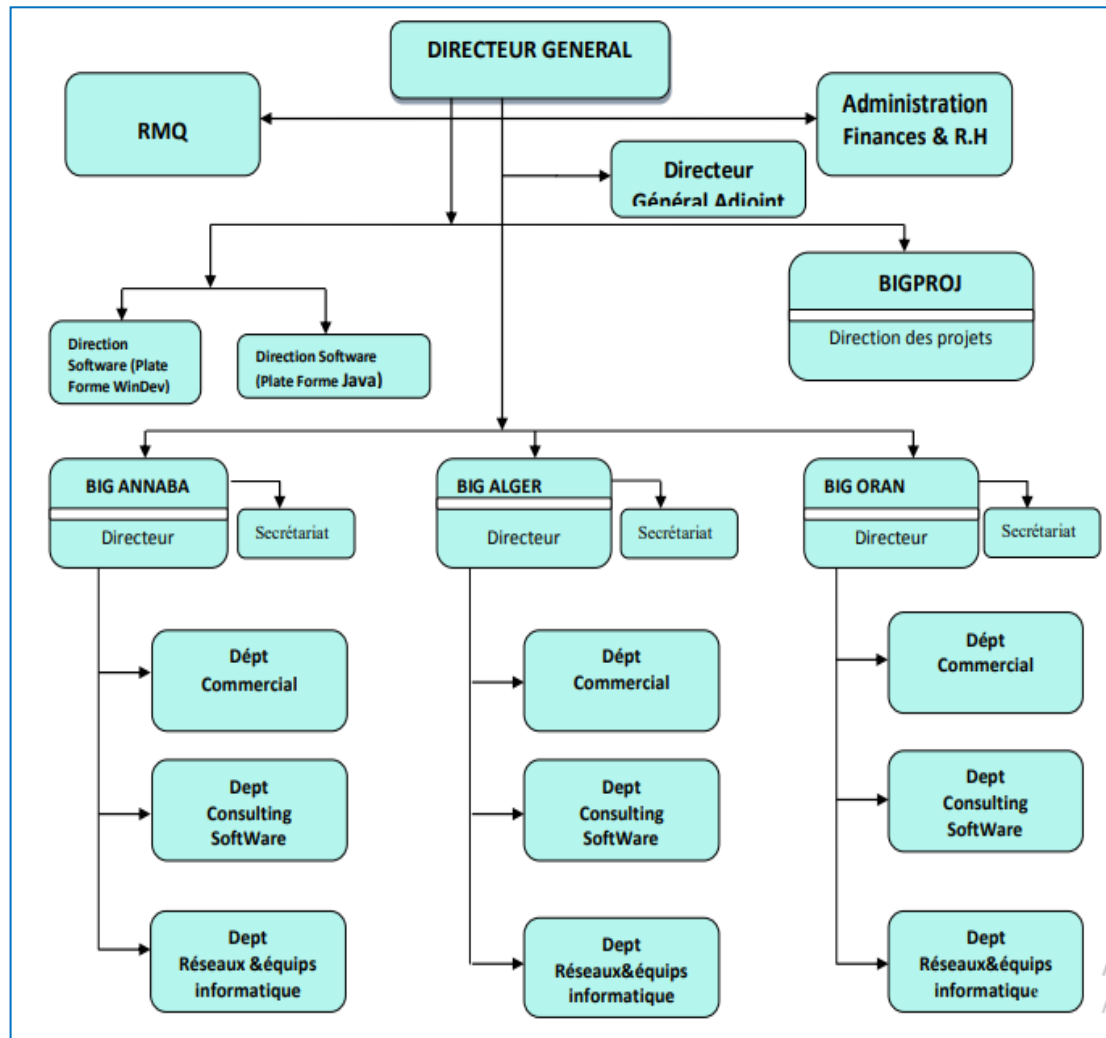 DIRECTEUR GENERAL
RMQ
Administration
Finances & R.H
Directeur
Général Adjoint
BIGPROJ
Direction des projets
Direction
Software (Plate
Forme WinDev)
Direction Software
(Plate Forme Java)
BIG ANNABA
Directeur
Secrétariat
BIG ALGER
Directeur
Secrétariat
BIG ORAN
Directeur
Secrétariat
Dépt
Commercial
Dépt
Commercial
Dépt
Commercial
Dept
Consulting
SoftWare
Dept
Consulting
SoftWare
Dept
Consulting
SoftWare
Dept
Réseaux &équips
informatique
Dept
Réseaux&équips
informatique
Dept
Réseaux&équips
informatique